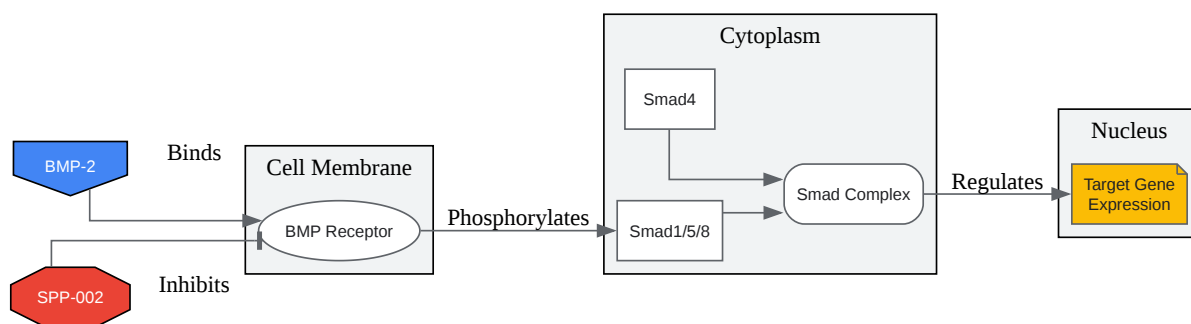 Cytoplasm
Smad4
Nucleus
BMP-2
Binds
Cell Membrane
Target Gene
Expression
Smad Complex
Regulates
Phosphorylates
BMP Receptor
Smad1/5/8
Inhibits
SPP-002